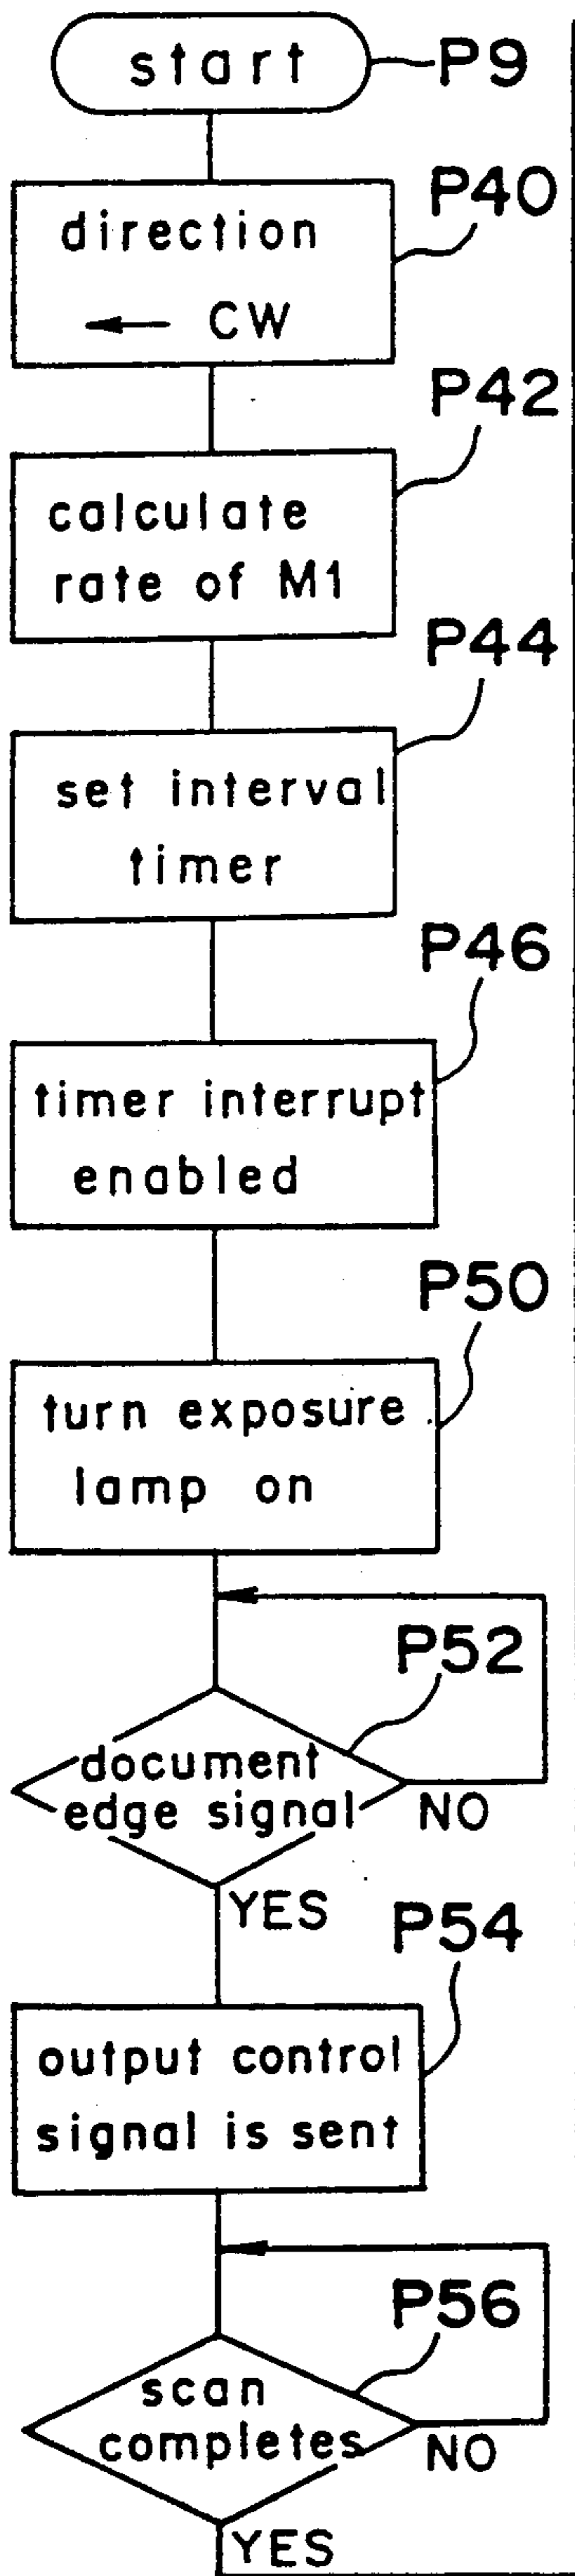 start
P9
P40
direction
← CW
P42
calculate
rate of M1
P44
set interval
timer
P46
timer interrupt
enabled
P50
turn exposure
lamp on
P52
document
edge signal
NO
YES
P54
output control
signal is sent
P56
scan
completes
NO
YES